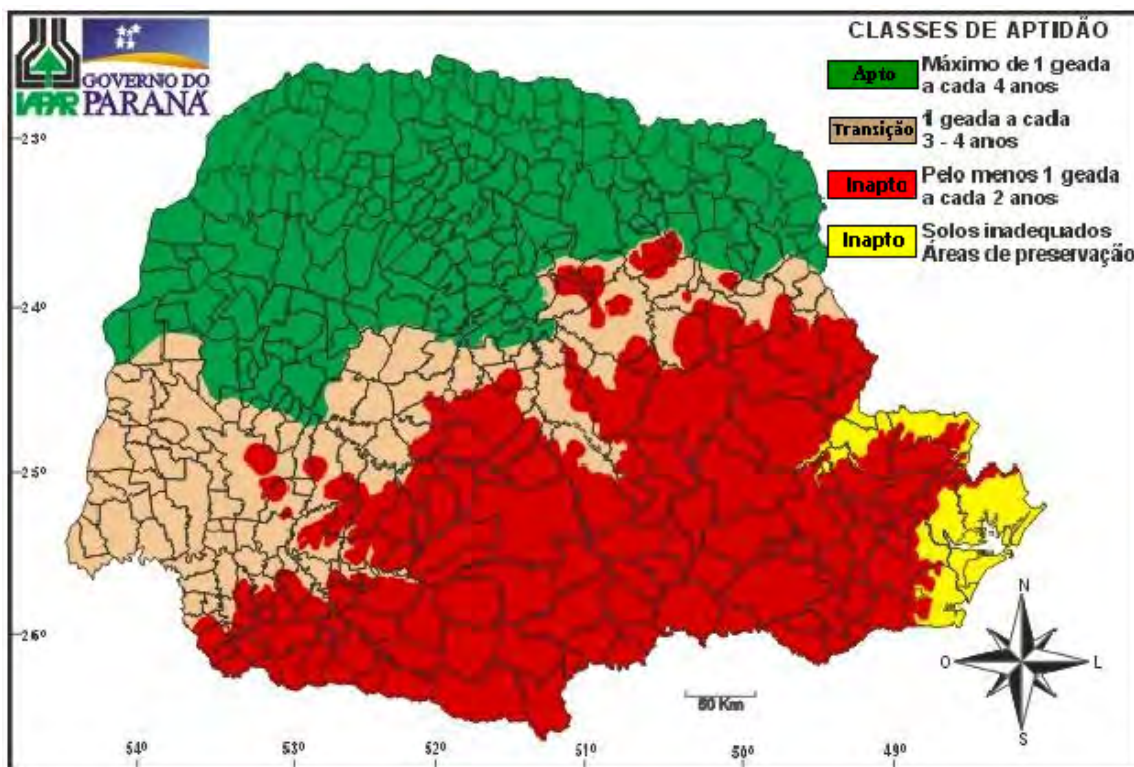 IAPAR
GOVERNO DO
PARANÁ
CLASSES DE APTIDÃO
Apto
Máximo de 1 geada
a cada 4 anos
Transição
1 geada a cada
3 - 4 anos
Inapto
Pelo menos 1 geada
a cada 2 anos
Inapto
Solos inadequados
Áreas de preservação
23º
24º
25º
26º
N
O
L
S
50 Km
54º
53º
52º
51º
50º
49º